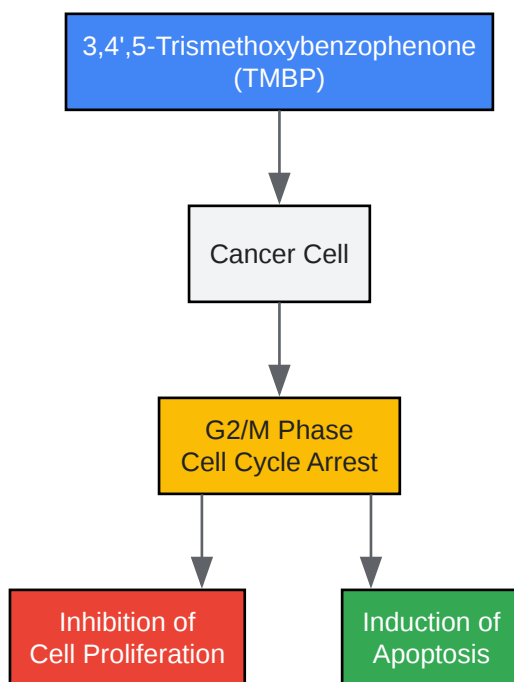 3,4',5-Trismethoxybenzophenone
(TMBP)
Cancer Cell
G2/M Phase
Cell Cycle Arrest
Inhibition of
Cell Proliferation
Induction of
Apoptosis